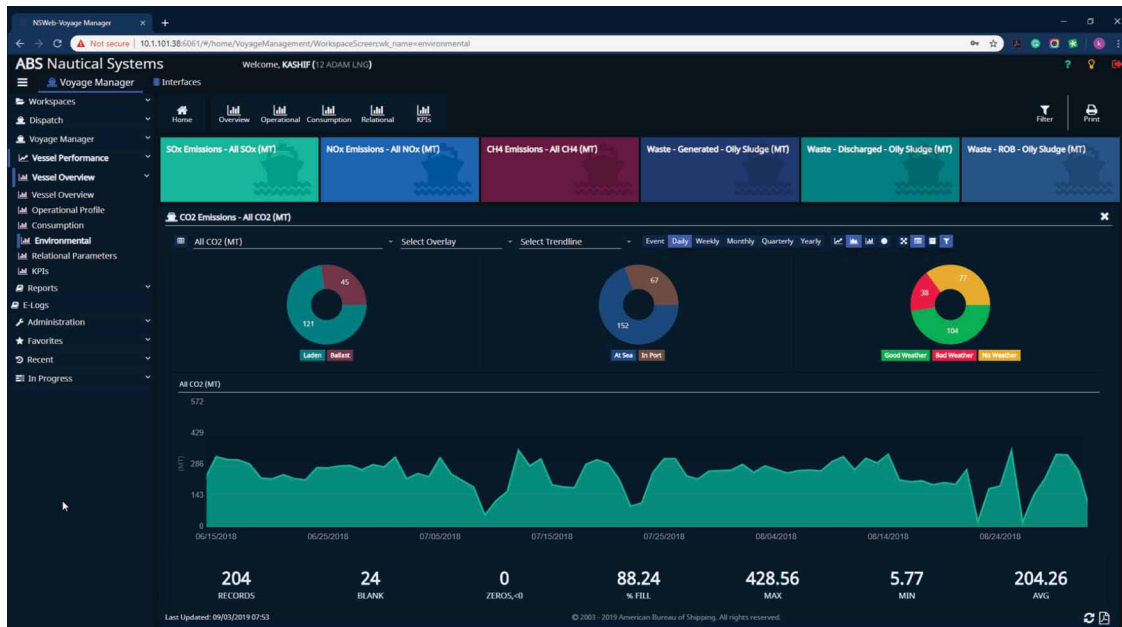 NSWeb-Voyage Manager
Not secure | 10.1.101.38:6061/#/home/VoyageManagement/WorkspaceScreen;wk_name=environmental
ABS Nautical Systems
Welcome, KASHIF (12 ADAM LNG)
Voyage Manager
Interfaces
Workspaces
Dispatch
Voyage Manager
Vessel Performance
Vessel Overview
Vessel Overview
Operational Profile
Consumption
Environmental
Relational Parameters
KPIs
Reports
E-Logs
Administration
Favorites
Recent
In Progress
Home Overview Operational Consumption Relational KPIs Filter Print
SOx Emissions - All SOx (MT)
NOx Emissions - All NOx (MT)
CH4 Emissions - All CH4 (MT)
Waste - Generated - Oily Sludge (MT)
Waste - Discharged - Oily Sludge (MT)
Waste - ROB - Oily Sludge (MT)
CO2 Emissions - All CO2 (MT)
All CO2 (MT) Select Overlay Select Trendline Event Daily Weekly Monthly Quarterly Yearly
45
121
Laden Ballast
67
152
At Sea In Port
77
38
104
Good Weather Bad Weather No Weather
All CO2 (MT)
572
429
286
143
0
(MT)
06/15/2018 06/25/2018 07/05/2018 07/15/2018 07/25/2018 08/04/2018 08/14/2018 08/24/2018
204 24 0 88.24 428.56 5.77 204.26
RECORDS BLANK ZEROS,<0 % FILL MAX MIN AVG
Last Updated: 09/03/2019 07:53
© 2003 - 2019 American Bureau of Shipping. All rights reserved.